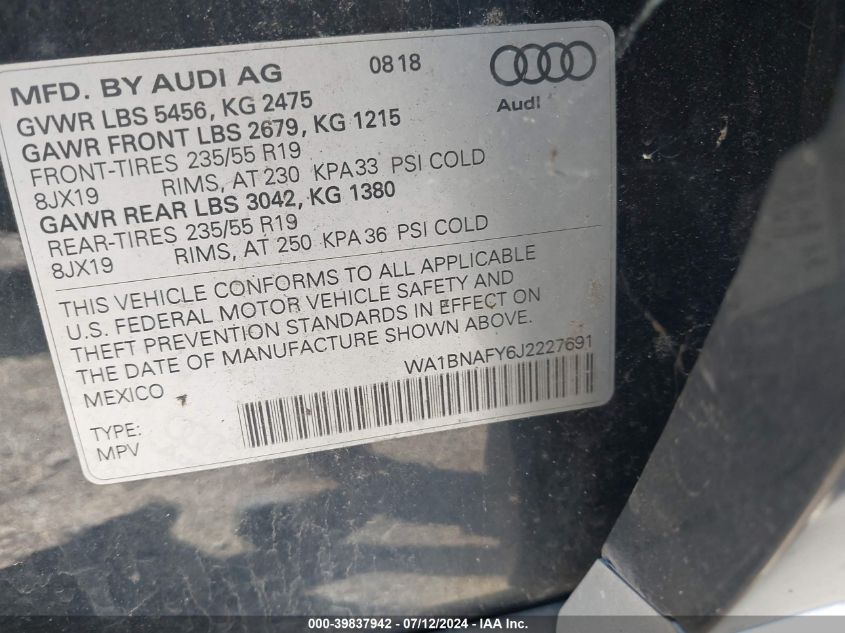 MFD. BY AUDI AG 08 18
GVWR LBS 5456, KG 2475
GAWR FRONT LBS 2679, KG 1215
FRONT-TIRES 235/55 R19
8JX19 RIMS, AT 230 KPA33 PSI COLD
GAWR REAR LBS 3042, KG 1380
REAR-TIRES 235/55 R19
8JX19 RIMS, AT 250 KPA36 PSI COLD
Audi
THIS VEHICLE CONFORMS TO ALL APPLICABLE
U.S. FEDERAL MOTOR VEHICLE SAFETY AND
THEFT PREVENTION STANDARDS IN EFFECT ON
THE DATE OF MANUFACTURE SHOWN ABOVE.
MEXICO
WA1BNAFY6J2227691
TYPE:
MPV
000-39837942 - 07/12/2024 - IAA Inc.